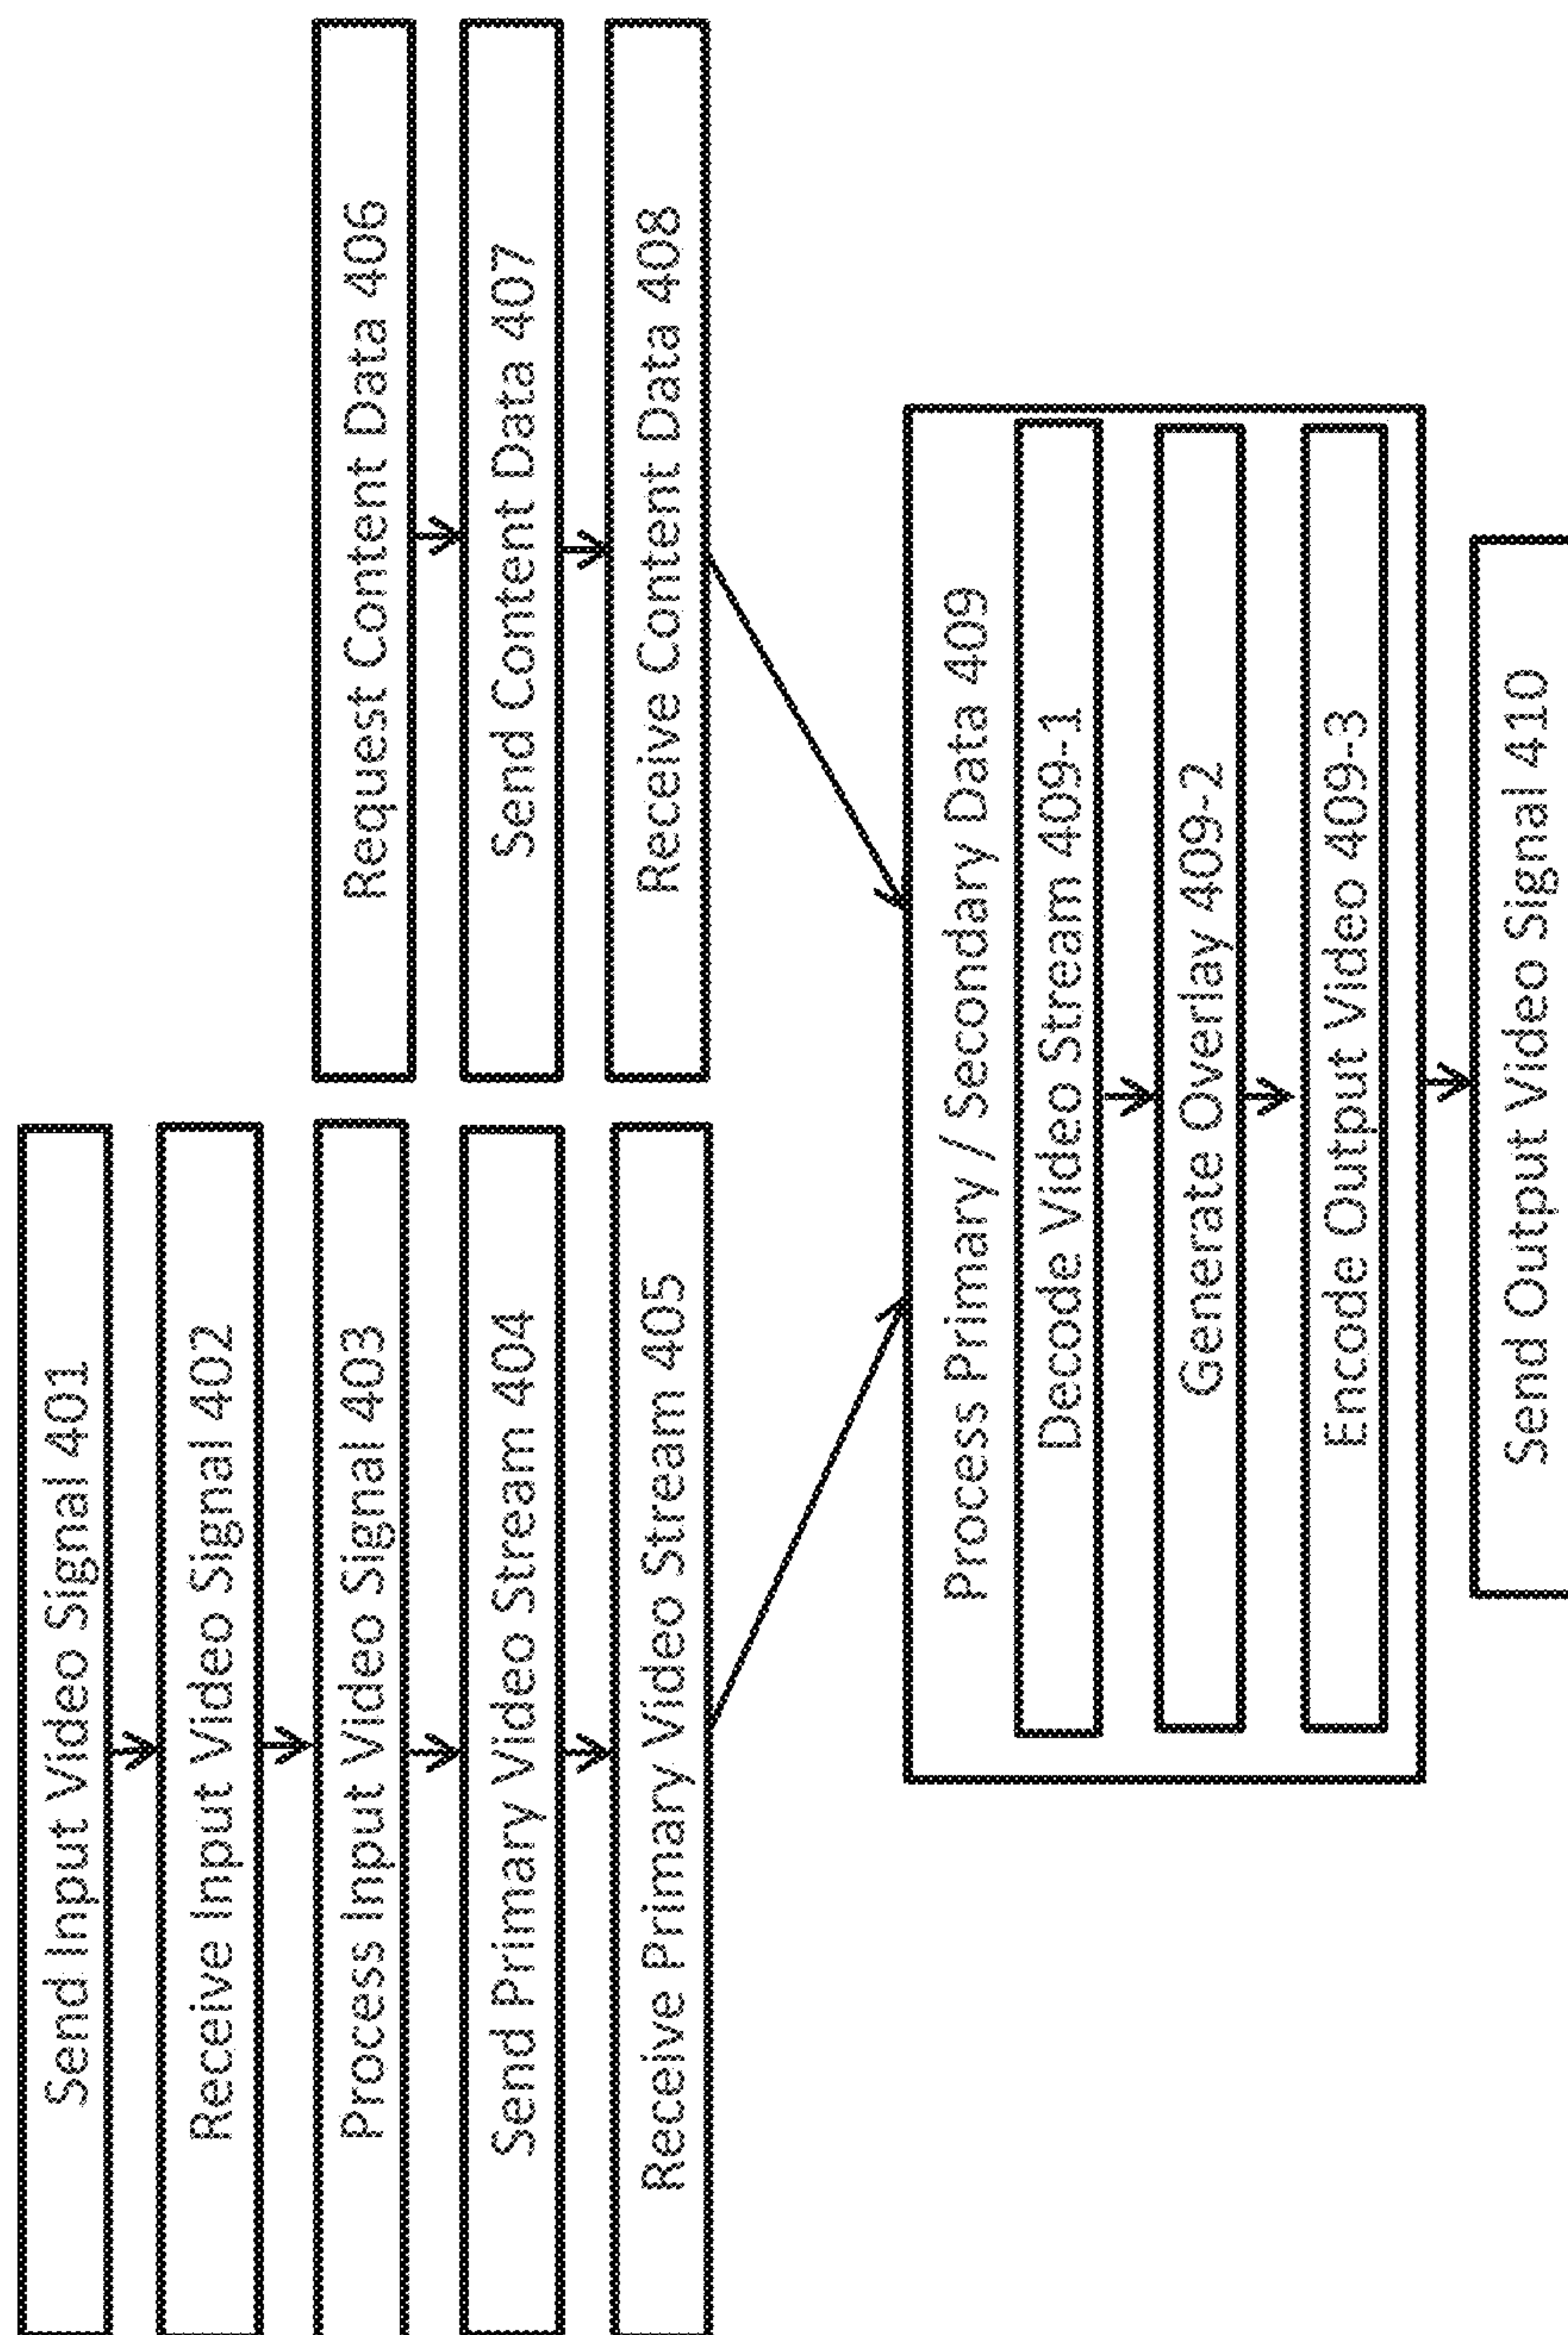 Send Input Video Signal 401
Receive Input Video Signal 402
Process Input Video Signal 403
Send Primary Video Stream 404
Receive Primary Video Stream 405
Request Content Data 406
Send Content Data 407
Receive Content Data 408
Process Primary / Secondary Data 409
Decode Video Stream 409-1
Generate Overlay 409-2
Encode Output Video 409-3
Send Output Video Signal 410